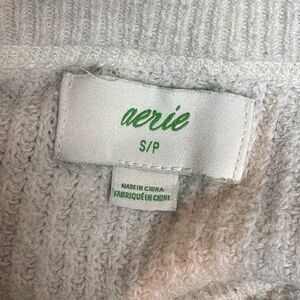 aerie
S/P
MADE IN CHINA
FABRIQUÉ EN CHINE